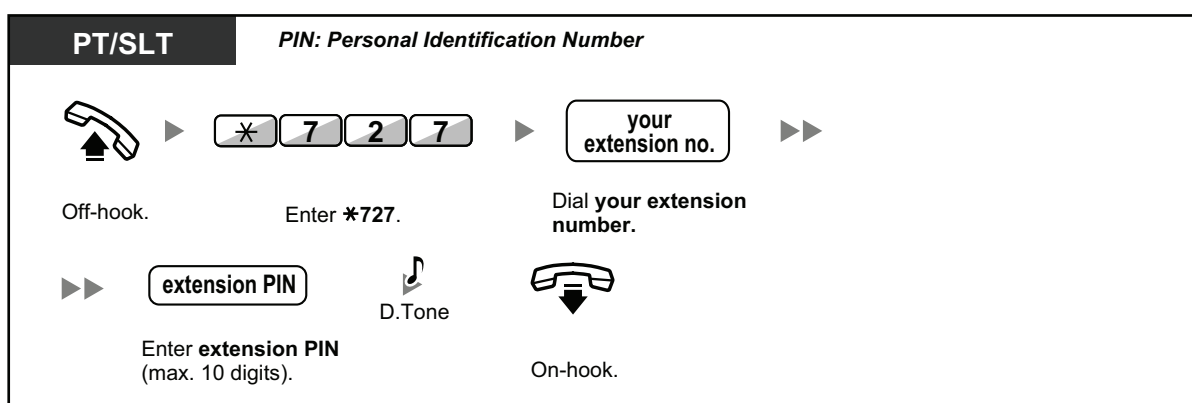 PT/SLT
PIN: Personal Identification Number
* 7 2 7
your
extension no.
Off-hook.
Enter *727.
Dial your extension
number.
extension PIN
D.Tone
Enter extension PIN
(max. 10 digits).
On-hook.